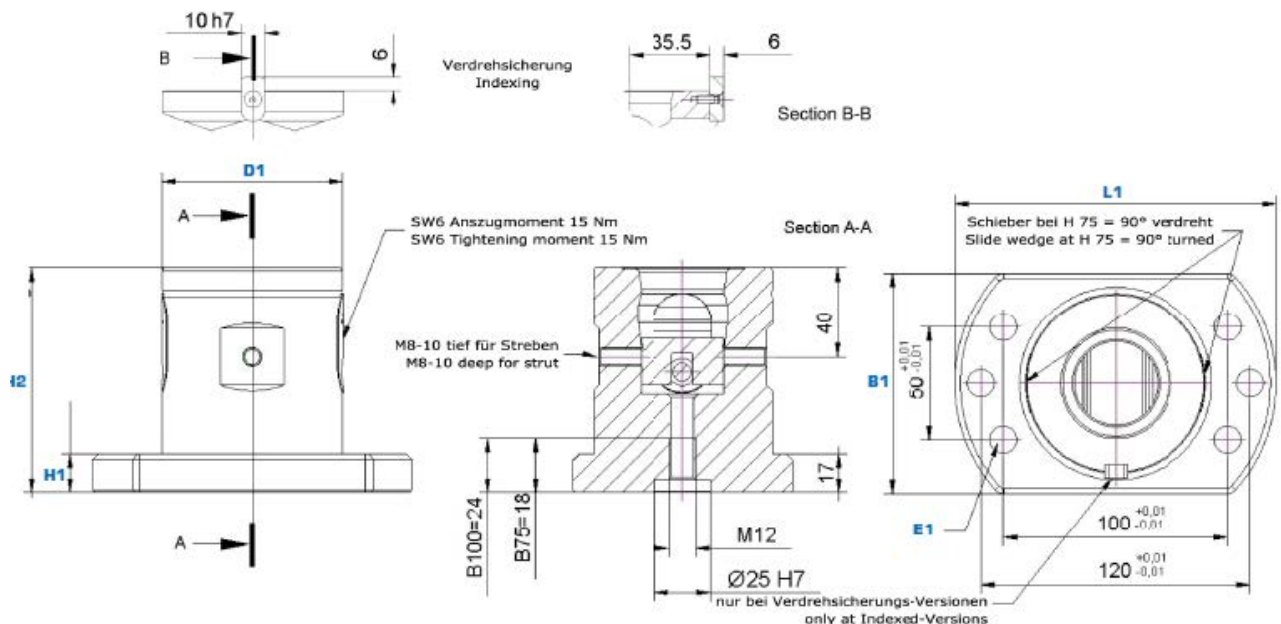 10 h7
B
6
Verdrehsicherung
Indexing
35.5
6
Section B-B
D1
A
SW6 Anszugmoment 15 Nm
SW6 Tightening moment 15 Nm
Section A-A
L1
Schieber bei H 75 = 90° verdreht
Slide wedge at H 75 = 90° turned
H2
H1
A
M8-10 tief für Streben
M8-10 deep for strut
40
17
B100=24
B75=18
M12
Ø25 H7
B1
50 +0,01 -0,01
E1
100 +0,01 -0,01
120 +0,01 -0,01
nur bei Verdrehsicherungs-Versionen
only at Indexed-Versions